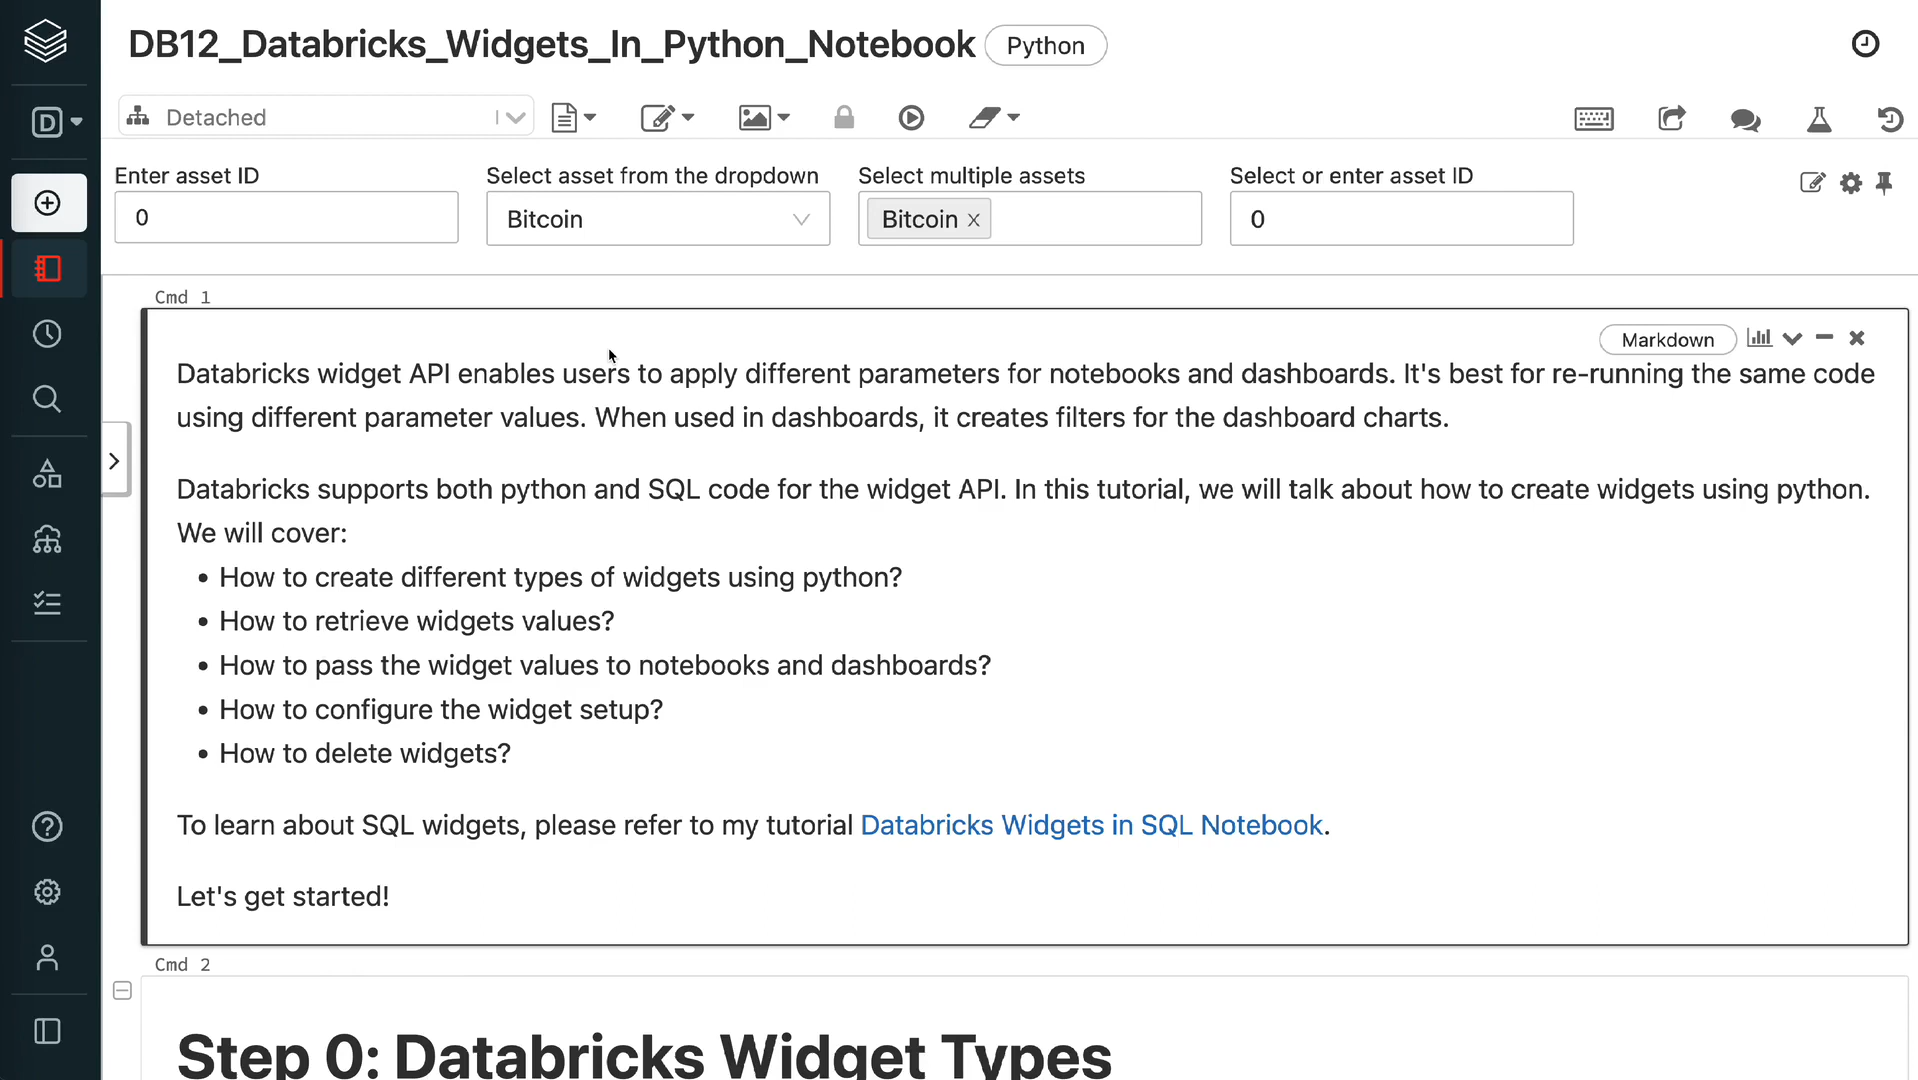 DB12_Databricks_Widgets_In_Python_Notebook Python
D
Detached
Enter asset ID
Select asset from the dropdown
Select multiple assets
Select or enter asset ID
0
Bitcoin
Bitcoin x
0
Cmd 1
Markdown
Databricks widget API enables users to apply different parameters for notebooks and dashboards. It's best for re-running the same code
using different parameter values. When used in dashboards, it creates filters for the dashboard charts.
Databricks supports both python and SQL code for the widget API. In this tutorial, we will talk about how to create widgets using python.
We will cover:
• How to create different types of widgets using python?
• How to retrieve widgets values?
• How to pass the widget values to notebooks and dashboards?
• How to configure the widget setup?
• How to delete widgets?
To learn about SQL widgets, please refer to my tutorial Databricks Widgets in SQL Notebook.
Let's get started!
Cmd 2
Step 0: Databricks Widget Types